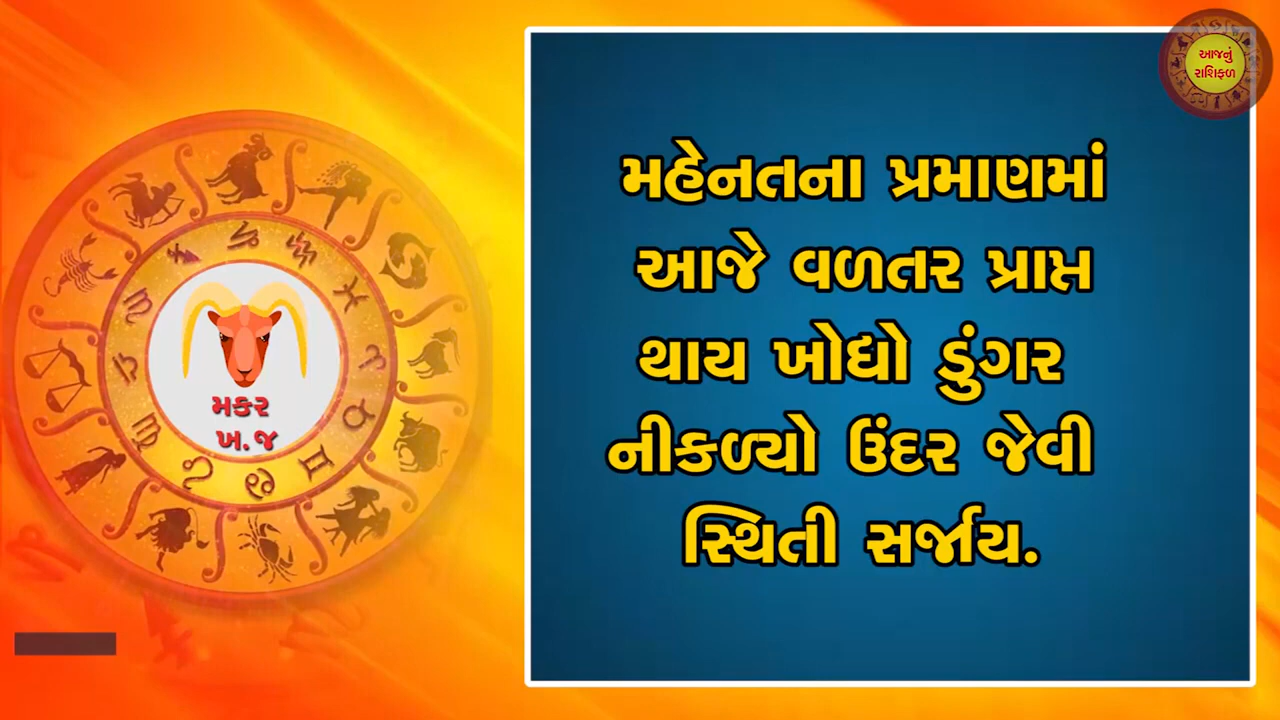 આજનું
રાશિફળ
મહેનતના પ્રમાણમાં
આજે વળતર પ્રાપ્ત
થાય ખોદ્યો ડુંગર
નીકળ્યો ઉંદર જેવી
સ્થિતી સર્જાય.
મકર
ખ.જ